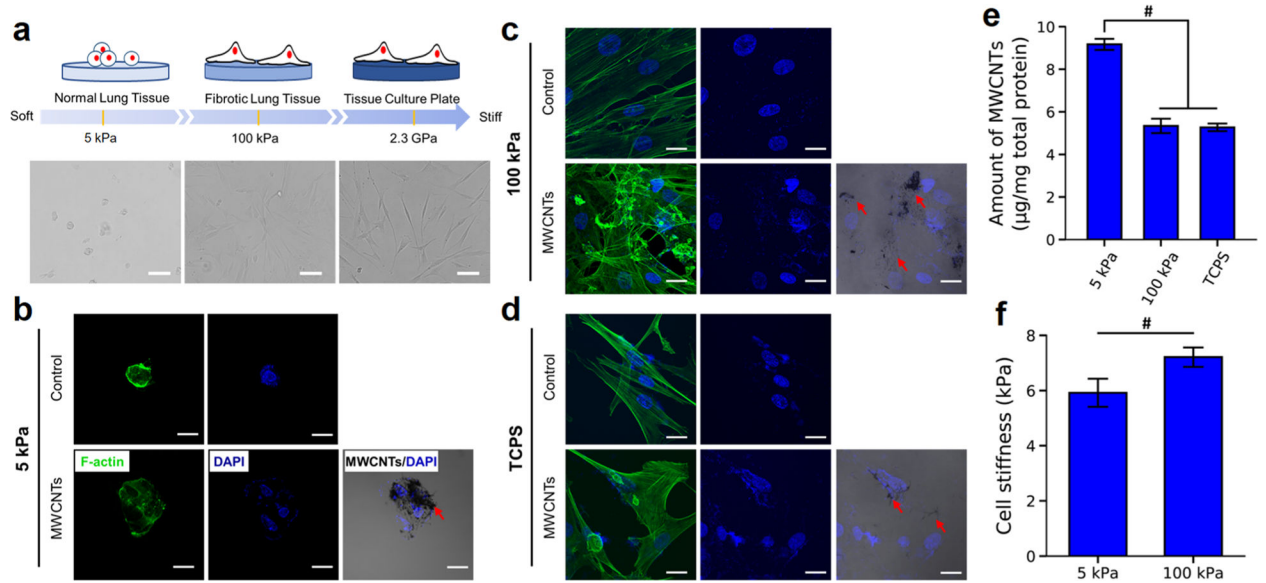 a
Normal Lung Tissue
Fibrotic Lung Tissue
Tissue Culture Plate
Soft
Stiff
5 kPa
100 kPa
2.3 GPa
b
5 kPa
Control
MWCNTs
F-actin
DAPI
MWCNTs/DAPI
c
100 kPa
Control
MWCNTs
d
TCPS
Control
MWCNTs
e
#
Amount of MWCNTs
(μg/mg total protein)
10
8
6
4
2
0
5 kPa
100 kPa
TCPS
f
#
Cell stiffness (kPa)
8
6
4
2
0
5 kPa
100 kPa